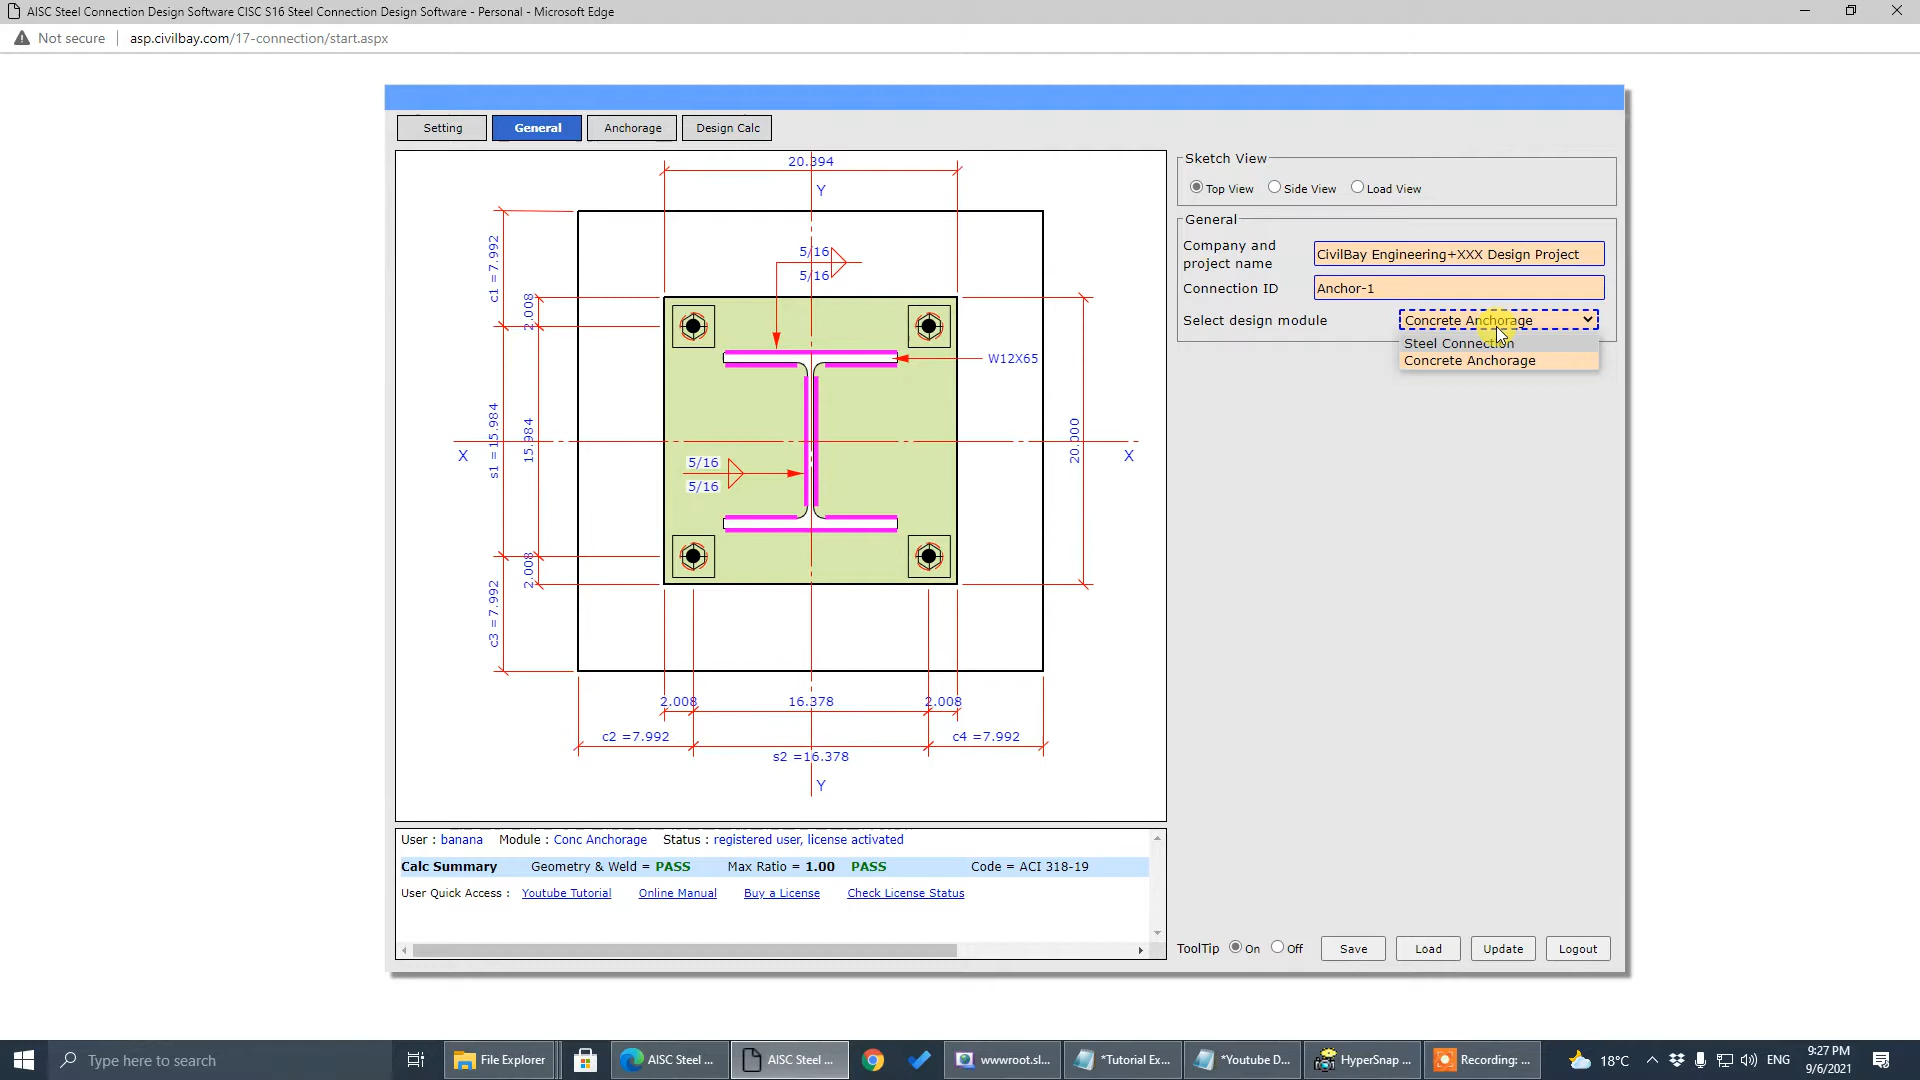 AISC Steel Connection Design Software CISC S16 Steel Connection Design Software - Personal - Microsoft Edge
Not secure asp.civilbay.com/17-connection/start.aspx
Setting General Anchorage Design Calc
20.394
Y
c1 = 7.992
2.008
5/16
5/16
W12X65
s1 = 15.984
15.984
20.000
X
X
5/16
5/16
2.008
c3 = 7.992
2.008 16.378 2.008
c2 =7.992 c4 =7.992
s2 =16.378
Y
Sketch View
Top View Side View Load View
General
Company and
project name
CivilBay Engineering+XXX Design Project
Connection ID Anchor-1
Select design module Concrete Anchorage
Steel Connection
Concrete Anchorage
User : banana Module : Conc Anchorage Status : registered user, license activated
Calc Summary Geometry & Weld = PASS Max Ratio = 1.00 PASS Code = ACI 318-19
User Quick Access : Youtube Tutorial Online Manual Buy a License Check License Status
ToolTip On Off Save Load Update Logout
Type here to search File Explorer AISC Steel ... AISC Steel ... wwwroot.sl... *Tutorial Ex... *Youtube D... HyperSnap ... Recording: ... 18°C ENG
9:27 PM
9/6/2021